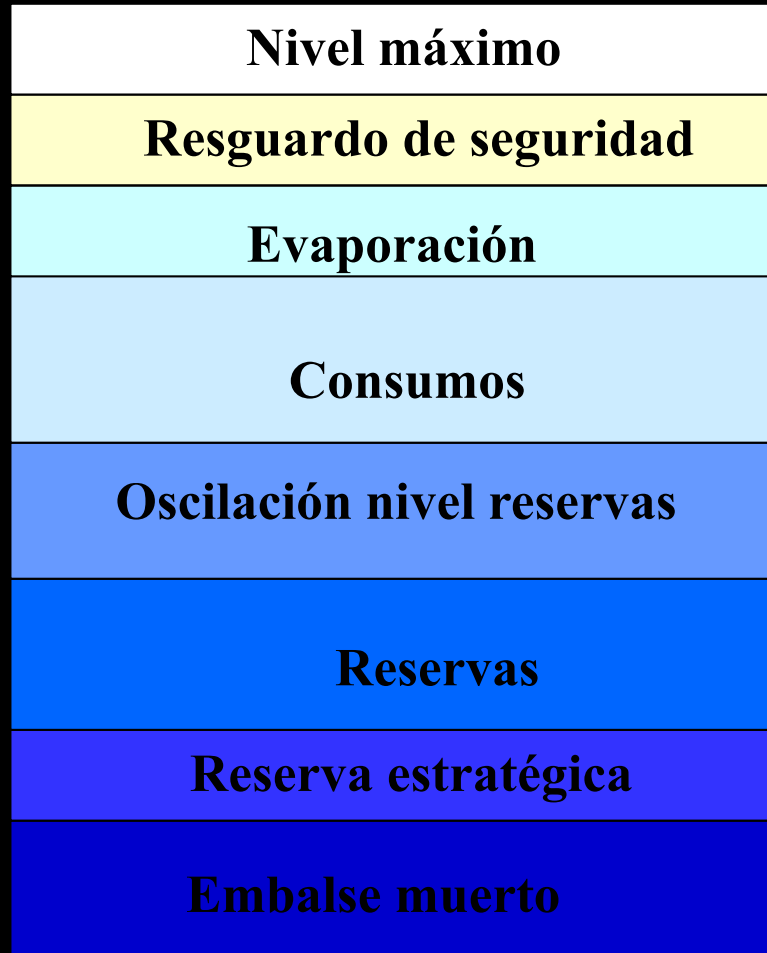 Nivel máximo
Resguardo de seguridad
Evaporación
Consumos
Oscilación nivel reservas
Reservas
Reserva estratégica
Embalse muerto